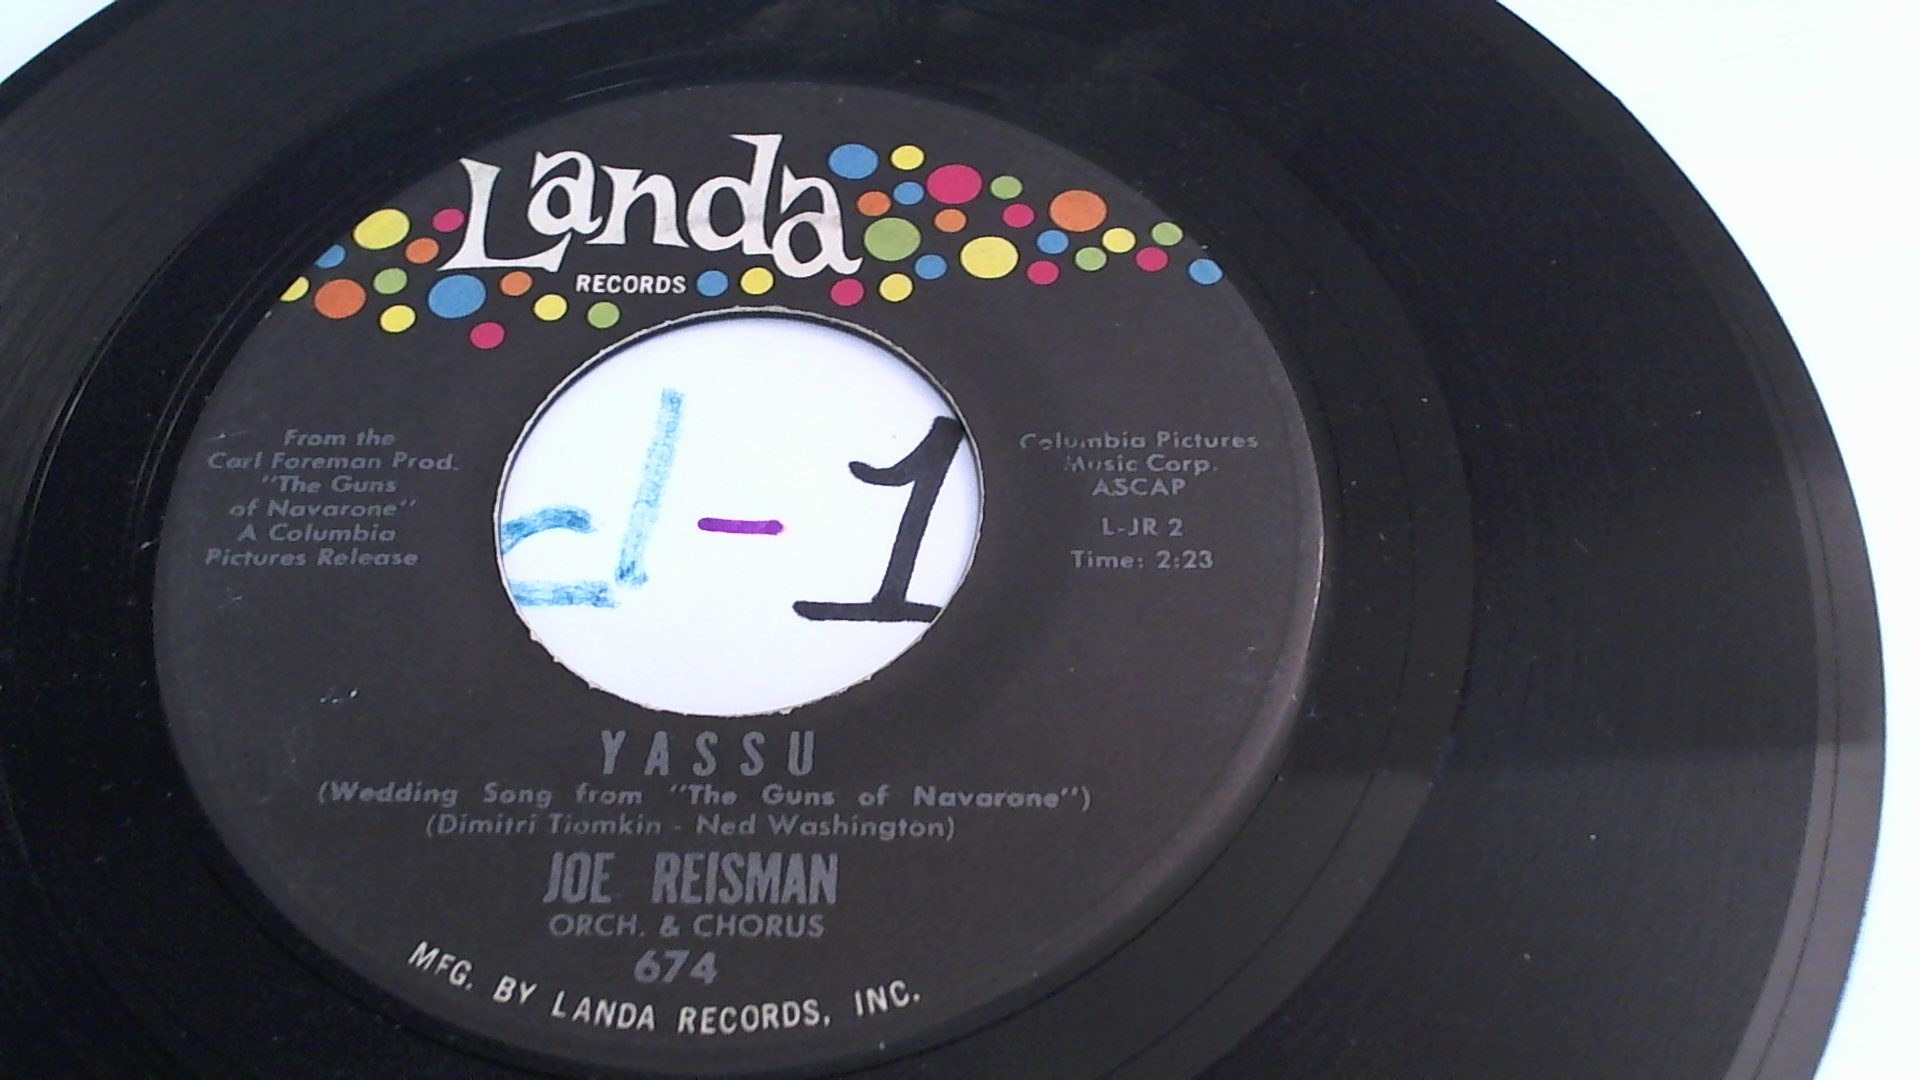 Landa
RECORDS
From the
Carl Foreman Prod.
"The Guns
of Navarone"
A Columbia
Pictures Release
- 1
Columbia Pictures
Music Corp.
ASCAP
L-JR 2
Time: 2:23
YASSU
(Wedding Song from "The Guns of Navarone")
(Dimitri Tiomkin - Ned Washington)
JOE REISMAN
ORCH. & CHORUS
674
MFG. BY LANDA RECORDS, INC.